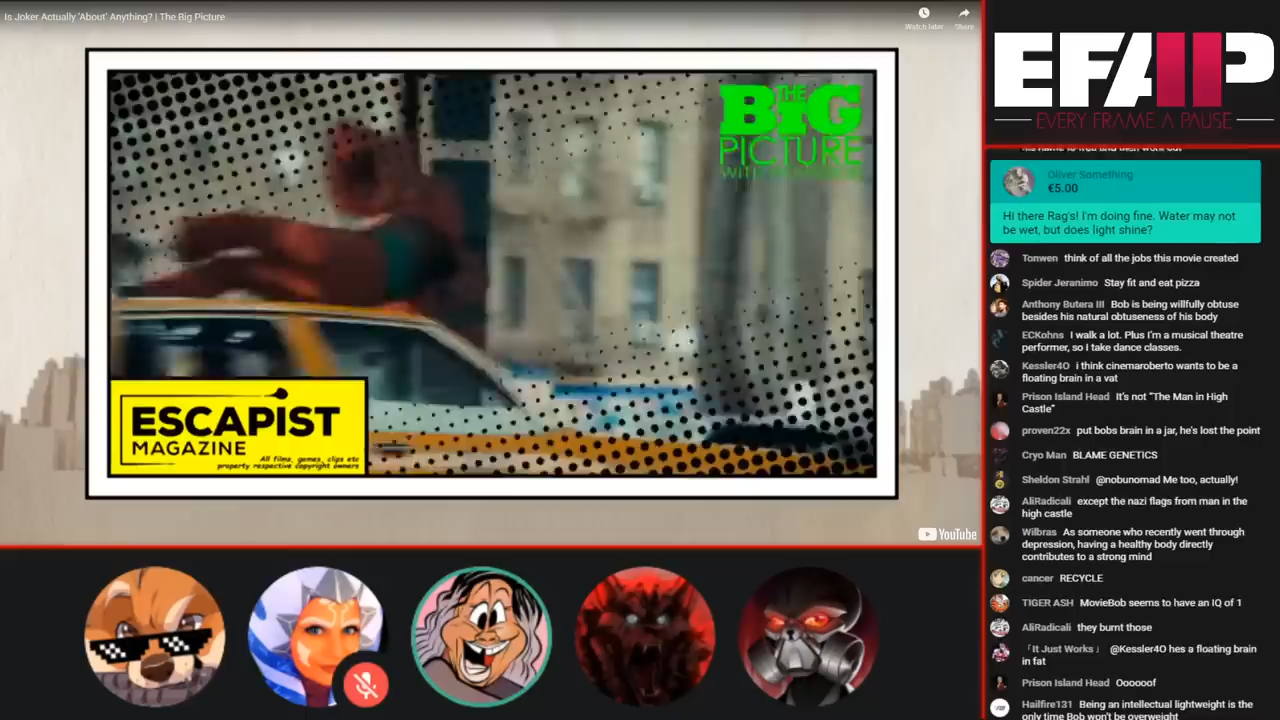 Is Joker Actually 'About' Anything? | The Big Picture
Watch later
Share
THE
BiG
PICTURE
ESCAPIST
MAGAZINE
All films, games, clips etc
property respective copyright owners
YouTube
EFAP
EVERY FRAME A PAUSE
Oliver Something
€5.00
Hi there Rag's! I'm doing fine. Water may not
be wet, but does light shine?
Tonwen think of all the jobs this movie created
Spider Jeranimo Stay fit and eat pizza
Anthony Butera III Bob is being willfully obtuse
besides his natural obtuseness of his body
ECKohns I walk a lot. Plus I'm a musical theatre
performer, so I take dance classes.
Kessler40 i think cinemaroberto wants to be a
floating brain in a vat
Prison Island Head It's not "The Man in High
Castle"
proven22x put bobs brain in a jar, he's lost the point
Cryo Man BLAME GENETICS
Sheldon Strahl @nobunomad Me too, actually!
AliRadicali except the nazi flags from man in the
high castle
Wilbras As someone who recently went through
depression, having a healthy body directly
contributes to a strong mind
cancer RECYCLE
TIGER ASH MovieBob seems to have an IQ of 1
AliRadicali they burnt those
「It Just Works」 @Kessler40 hes a floating brain
in fat
Prison Island Head Oooooof
Hailfire131 Being an intellectual lightweight is the
only time Bob won't be overweight